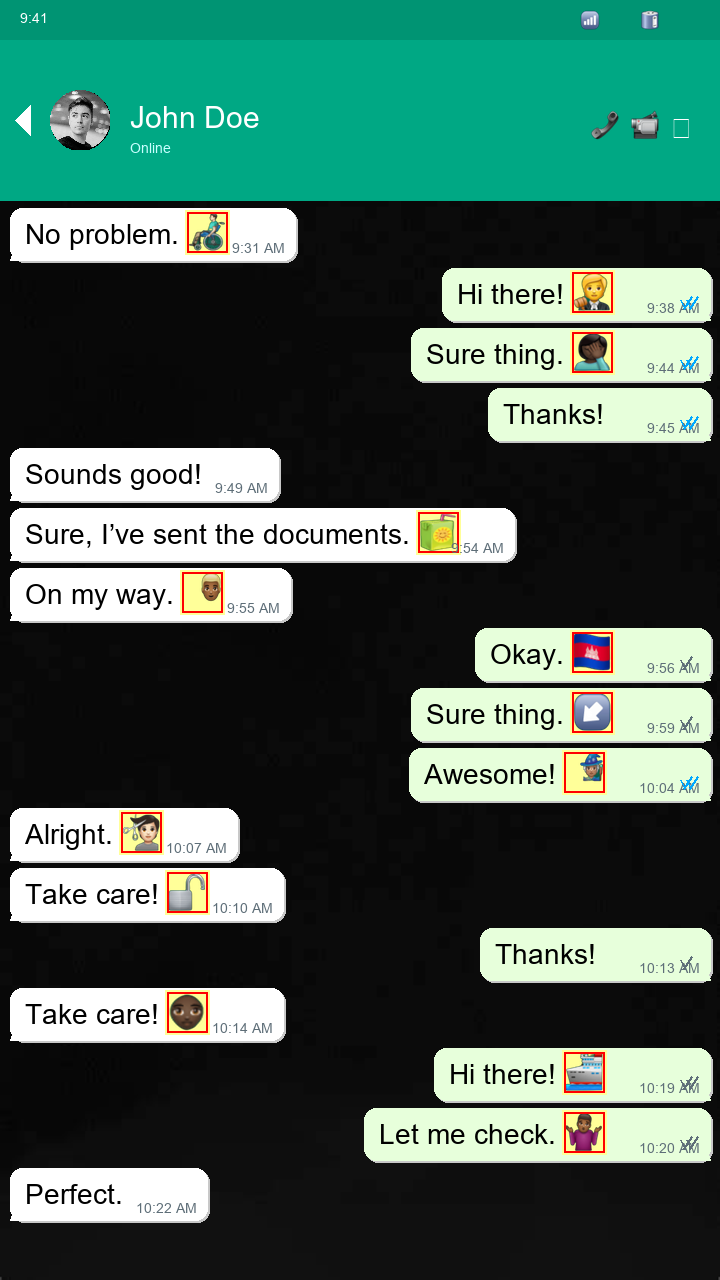 9:41
John Doe
Online
No problem. 9:31 AM
Hi there! 9:38 AM
Sure thing. 9:44 AM
Thanks! 9:45 AM
Sounds good! 9:49 AM
Sure, I’ve sent the documents. 9:54 AM
On my way. 9:55 AM
Okay. 9:56 AM
Sure thing. 9:59 AM
Awesome! 10:04 AM
Alright. 10:07 AM
Take care! 10:10 AM
Thanks! 10:13 AM
Take care! 10:14 AM
Hi there! 10:19 AM
Let me check. 10:20 AM
Perfect. 10:22 AM